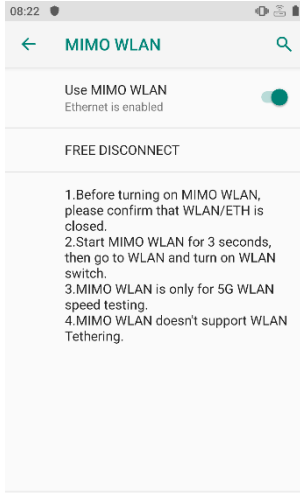 08:22
MIMO WLAN
Use MIMO WLAN
Ethernet is enabled
FREE DISCONNECT
1.Before turning on MIMO WLAN,
please confirm that WLAN/ETH is
closed.
2.Start MIMO WLAN for 3 seconds,
then go to WLAN and turn on WLAN
switch.
3.MIMO WLAN is only for 5G WLAN
speed testing.
4.MIMO WLAN doesn't support WLAN
Tethering.